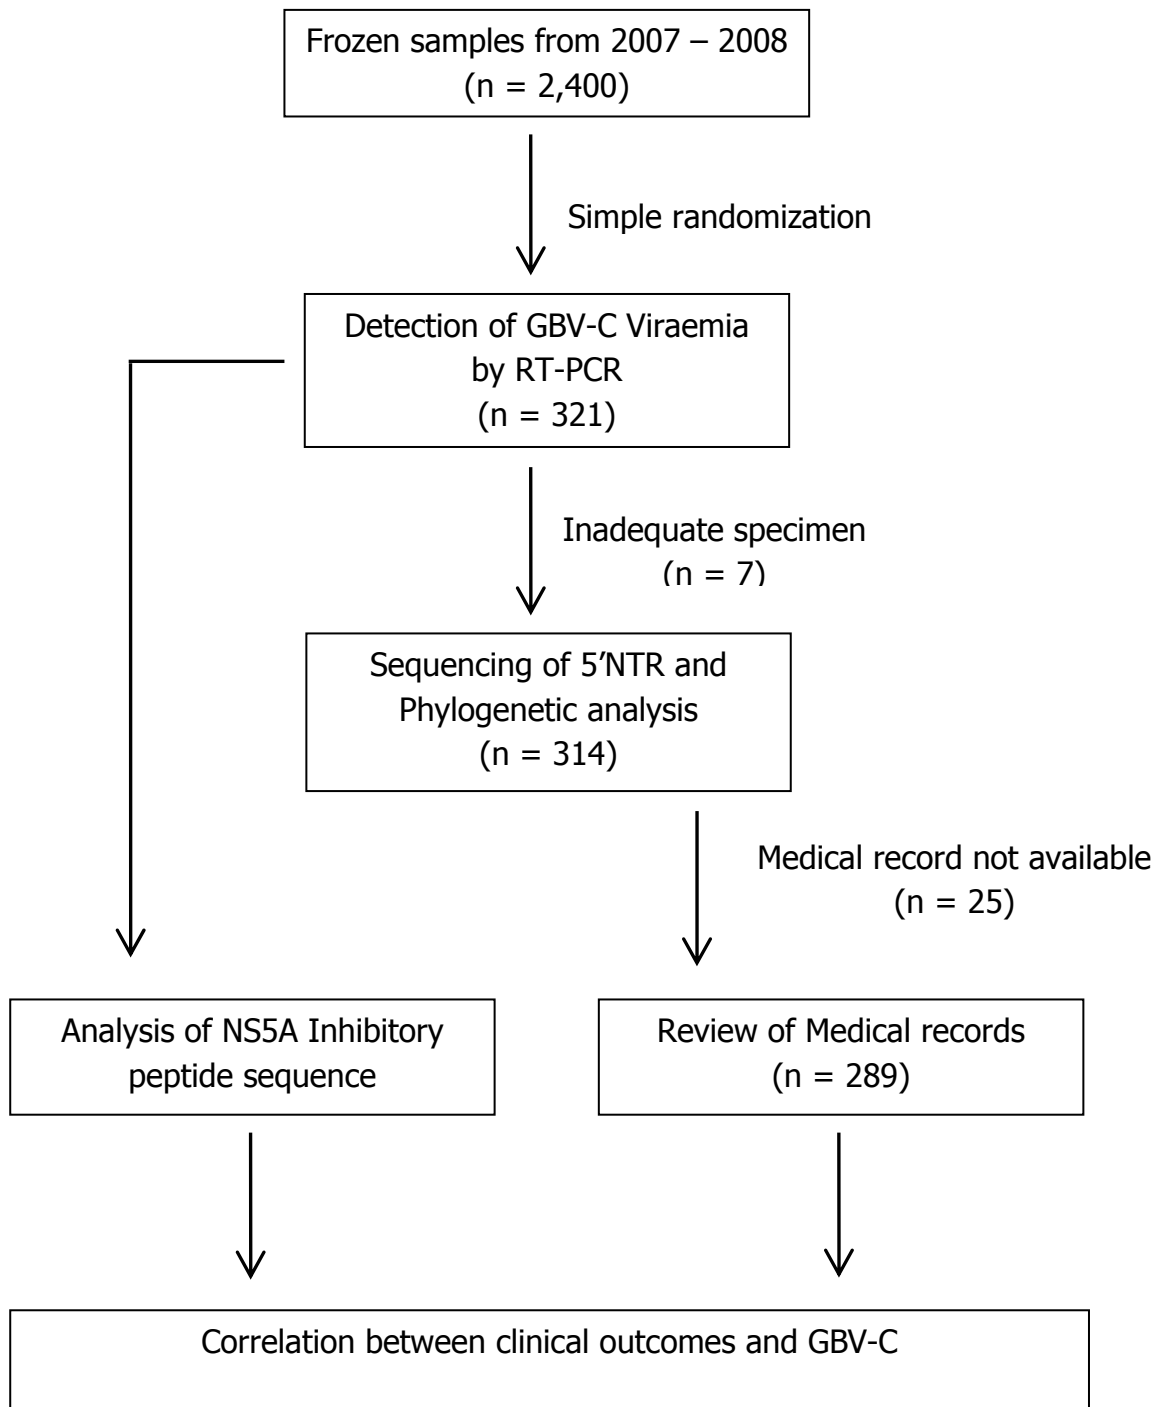 Frozen samples from 2007 – 2008
(n = 2,400)
Simple randomization
Detection of GBV-C Viraemia
by RT-PCR
(n = 321)
Inadequate specimen
(n = 7)
Sequencing of 5’NTR and
Phylogenetic analysis
(n = 314)
Medical record not available
(n = 25)
Analysis of NS5A Inhibitory
peptide sequence
Review of Medical records
(n = 289)
Correlation between clinical outcomes and GBV-C